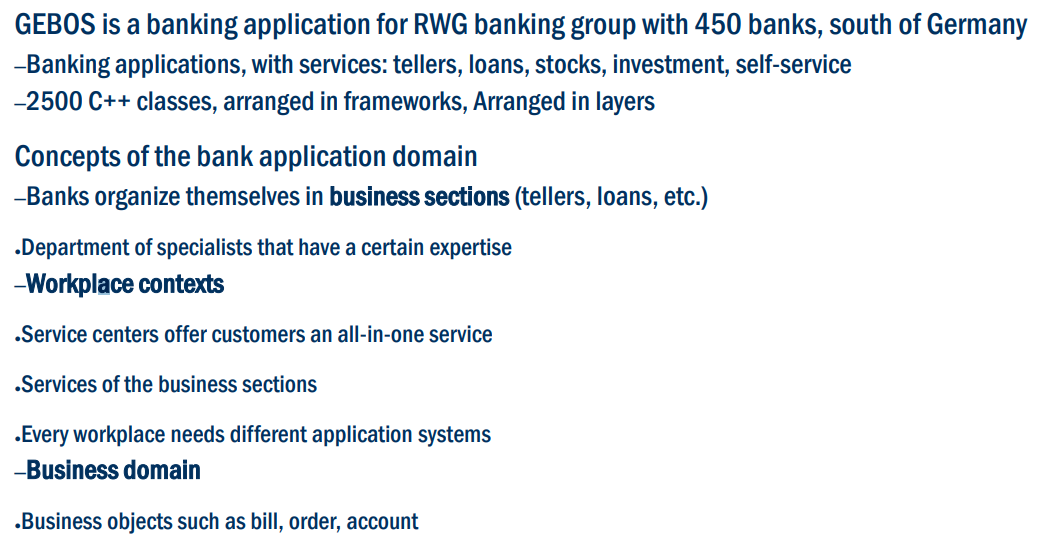 GEBOS is a banking application for RWG banking group with 450 banks, south of Germany
–Banking applications, with services: tellers, loans, stocks, investment, self-service
–2500 C++ classes, arranged in frameworks, Arranged in layers
Concepts of the bank application domain
–Banks organize themselves in business sections (tellers, loans, etc.)
.Department of specialists that have a certain expertise
–Workplace contexts
.Service centers offer customers an all-in-one service
.Services of the business sections
.Every workplace needs different application systems
–Business domain
.Business objects such as bill, order, account